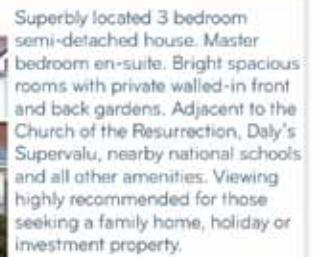 Superbly located 3 bedroom
semi-detached house. Master
bedroom en-suite. Bright spacious
rooms with private walled-in front
and back gardens. Adjacent to the
Church of the Resurrection, Daly's
Supervalu, nearby national schools
and all other amenities. Viewing
highly recommended for those
seeking a family home, holiday or
investment property.